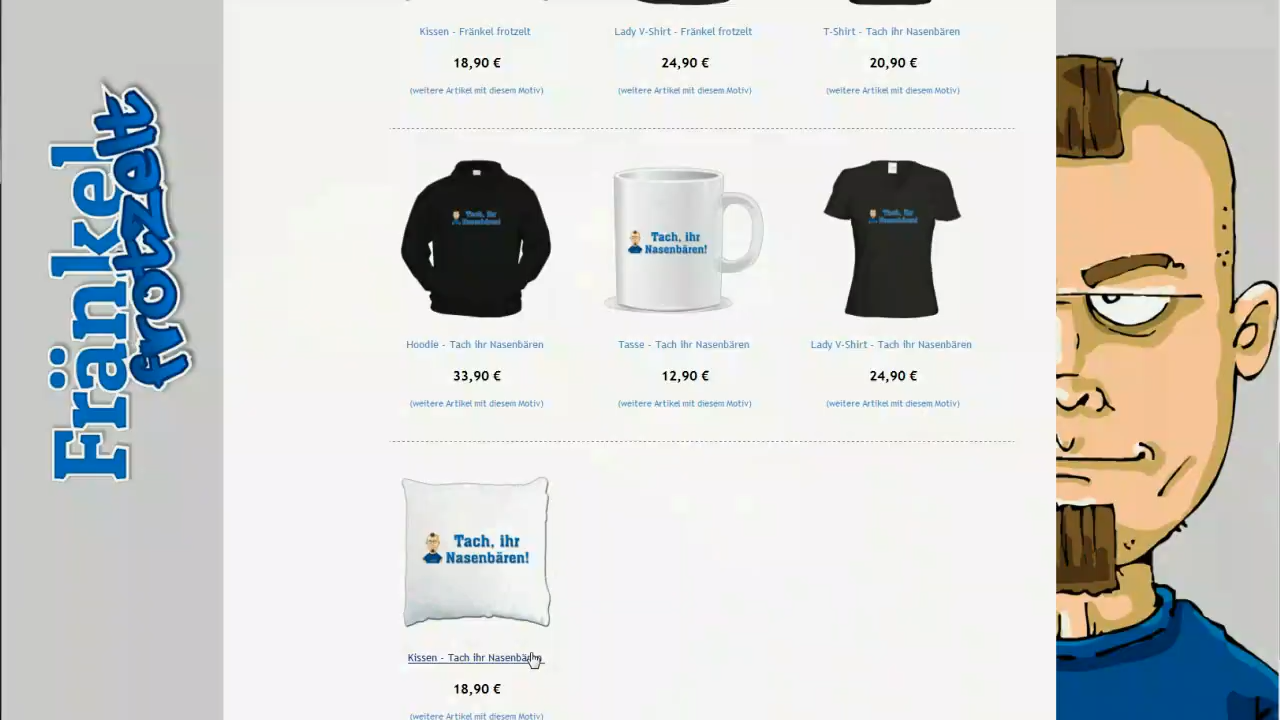 Fränkel
frotzelt
Kissen - Fränkel frotzelt
Lady V-Shirt - Fränkel frotzelt
T-Shirt - Tach ihr Nasenbären
18,90 €
24,90 €
20,90 €
(weitere Artikel mit diesem Motiv)
(weitere Artikel mit diesem Motiv)
(weitere Artikel mit diesem Motiv)
Tach, ihr
Nasenbären!
Tach, ihr
Nasenbären!
Tach, ihr
Nasenbären!
Hoodie - Tach ihr Nasenbären
Tasse - Tach ihr Nasenbären
Lady V-Shirt - Tach ihr Nasenbären
33,90 €
12,90 €
24,90 €
(weitere Artikel mit diesem Motiv)
(weitere Artikel mit diesem Motiv)
(weitere Artikel mit diesem Motiv)
Tach, ihr
Nasenbären!
Kissen - Tach ihr Nasenbären
18,90 €
(weitere Artikel mit diesem Motiv)